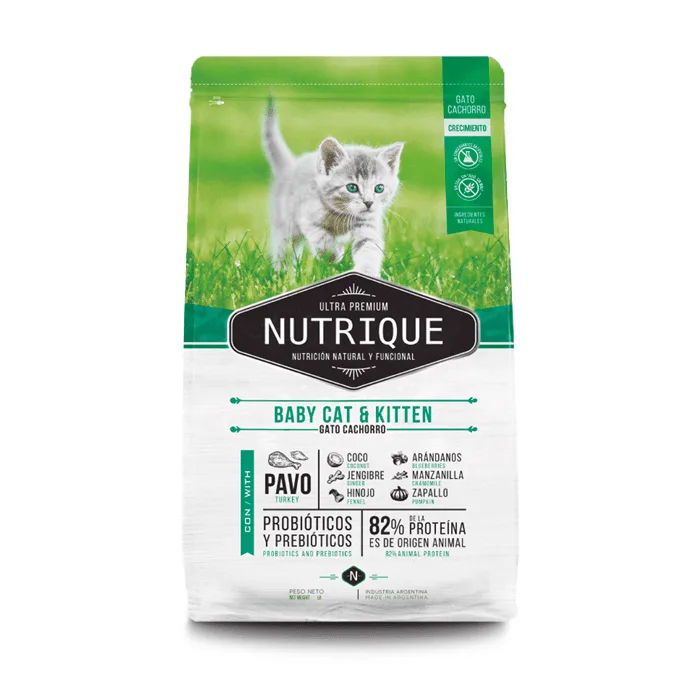 GATO
CACHORRO
CRECIMIENTO
INGREDIENTES
NATURALES
ULTRA PREMIUM
NUTRIQUE
NUTRICIÓN NATURAL Y FUNCIONAL
BABY CAT & KITTEN
GATO CACHORRO
CON / WITH
PAVO
TURKEY
COCO
COCONUT
JENGIBRE
GINGER
HINOJO
FENNEL
ARÁNDANOS
BLUEBERRIES
MANZANILLA
CHAMOMILE
ZAPALLO
PUMPKIN
PROBIÓTICOS
Y PREBIÓTICOS
PROBIOTICS AND PREBIOTICS
82% DE LA PROTEÍNA
ES DE ORIGEN ANIMAL
82% ANIMAL PROTEIN
N
PESO NETO
NET WEIGHT
INDUSTRIA ARGENTINA
MADE IN ARGENTINA